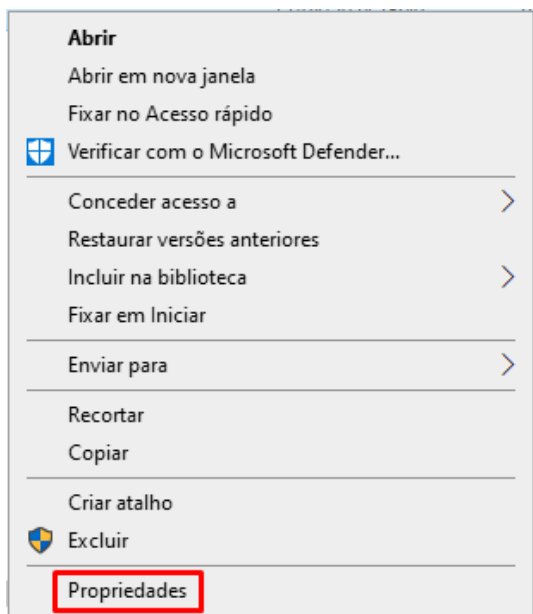 Abrir
Abrir em nova janela
Fixar no Acesso rápido
Verificar com o Microsoft Defender...
Conceder acesso a
Restaurar versões anteriores
Incluir na biblioteca
Fixar em Iniciar
Enviar para
Recortar
Copiar
Criar atalho
Excluir
Propriedades